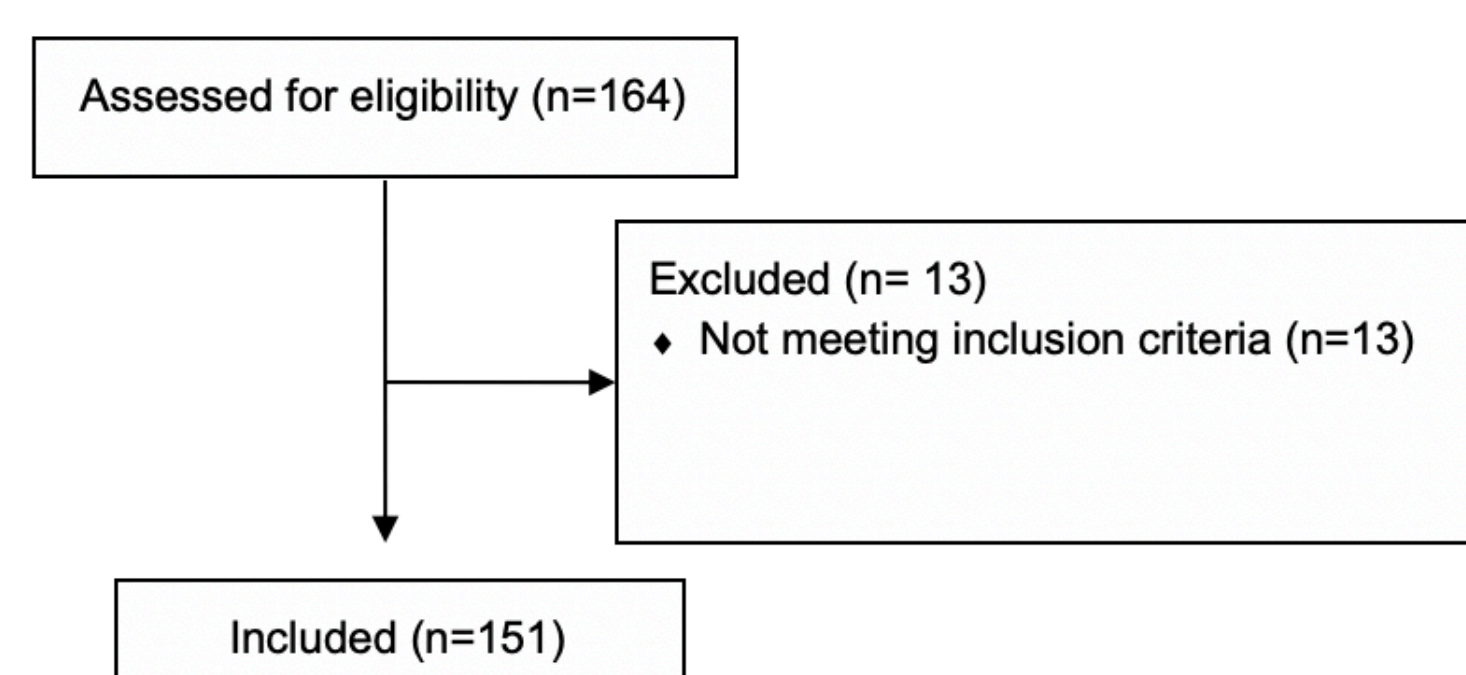 Assessed for eligibility (n=164)
Excluded (n= 13)
♦ Not meeting inclusion criteria (n=13)
Included (n=151)